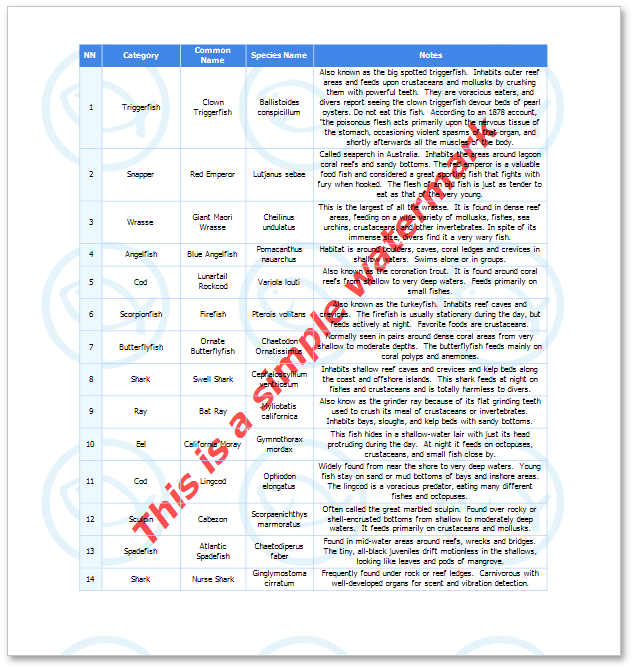 NN Category Common Name Species Name Notes
1 Triggerfish Clown Triggerfish Ballistoides conspicillum Also known as the big spotted triggerfish. Inhabits outer reef
areas and feeds upon crustaceans and mollusks by crushing
them with powerful teeth. They are voracious eaters, and
divers report seeing the clown triggerfish devour beds of pearl
oysters. Do not eat this fish. According to an 1878 account,
"the poisonous flesh acts primarily upon the nervous tissue of
the stomach, occasioning violent spasms of that organ, and
shortly afterwards all the muscles of the body.
2 Snapper Red Emperor Lutjanus sebae Called seaperch in Australia. Inhabits the areas around lagoon
coral reefs and sandy bottoms. The red emperor is a valuable
food fish and considered a great sporting fish that fights with
fury when hooked. The flesh of an old fish is just as tender to
eat as that of the very young.
3 Wrasse Giant Maori Wrasse Cheilinus undulatus This is the largest of all the wrasse. It is found in dense reef
areas, feeding on a wide variety of mollusks, fishes, sea
urchins, crustaceans, and other invertebrates. In spite of its
immense size, divers find it a very wary fish.
4 Angelfish Blue Angelfish Pomacanthus nauarchus Habitat is around boulders, caves, coral ledges and crevices in
shallow waters. Swims alone or in groups.
5 Cod Lunartail Rockcod Variola louti Also known as the coronation trout. It is found around coral
reefs from shallow to very deep waters. Feeds primarily on
small fishes.
6 Scorpionfish Firefish Pterois volitans Also known as the turkeyfish. Inhabits reef caves and
crevices. The firefish is usually stationary during the day, but
feeds actively at night. Favorite foods are crustaceans.
7 Butterflyfish Ornate Butterflyfish Chaetodon Ornatissimus Normally seen in pairs around dense coral areas from very
shallow to moderate depths. The butterflyfish feeds mainly on
coral polyps and anemones.
8 Shark Swell Shark Cephaloscyllium ventriosum Inhabits shallow reef caves and crevices and kelp beds along
the coast and offshore islands. This shark feeds at night on
fishes and crustaceans and is totally harmless to divers.
9 Ray Bat Ray Myliobatis californica Also know as the grinder ray because of its flat grinding teeth
used to crush its meal of crustaceans or invertebrates.
Inhabits bays, sloughs, and kelp beds with sandy bottoms.
10 Eel California Moray Gymnothorax mordax This fish hides in a shallow-water lair with just its head
protruding during the day. At night it feeds on octopuses,
crustaceans, and small fish close by.
11 Cod Lingcod Ophiodon elongatus Widely found from near the shore to very deep waters. Young
fish stay on sand or mud bottoms of bays and inshore areas.
The lingcod is a voracious predator, eating many different
fishes and octopuses.
12 Sculpin Cabezon Scorpaenichthys marmoratus Often called the great marbled sculpin. Found over rocky or
shell-encrusted bottoms from shallow to moderately deep
waters. It feeds primarily on crustaceans and mollusks.
13 Spadefish Atlantic Spadefish Chaetodiperus faber Found in mid-water areas around reefs, wrecks and bridges.
The tiny, all-black juveniles drift motionless in the shallows,
looking like leaves and pods of mangrove.
14 Shark Nurse Shark Ginglymostoma cirratum Frequently found under rock or reef ledges. Carnivorous with
well-developed organs for scent and vibration detection.
This is a simple watermark